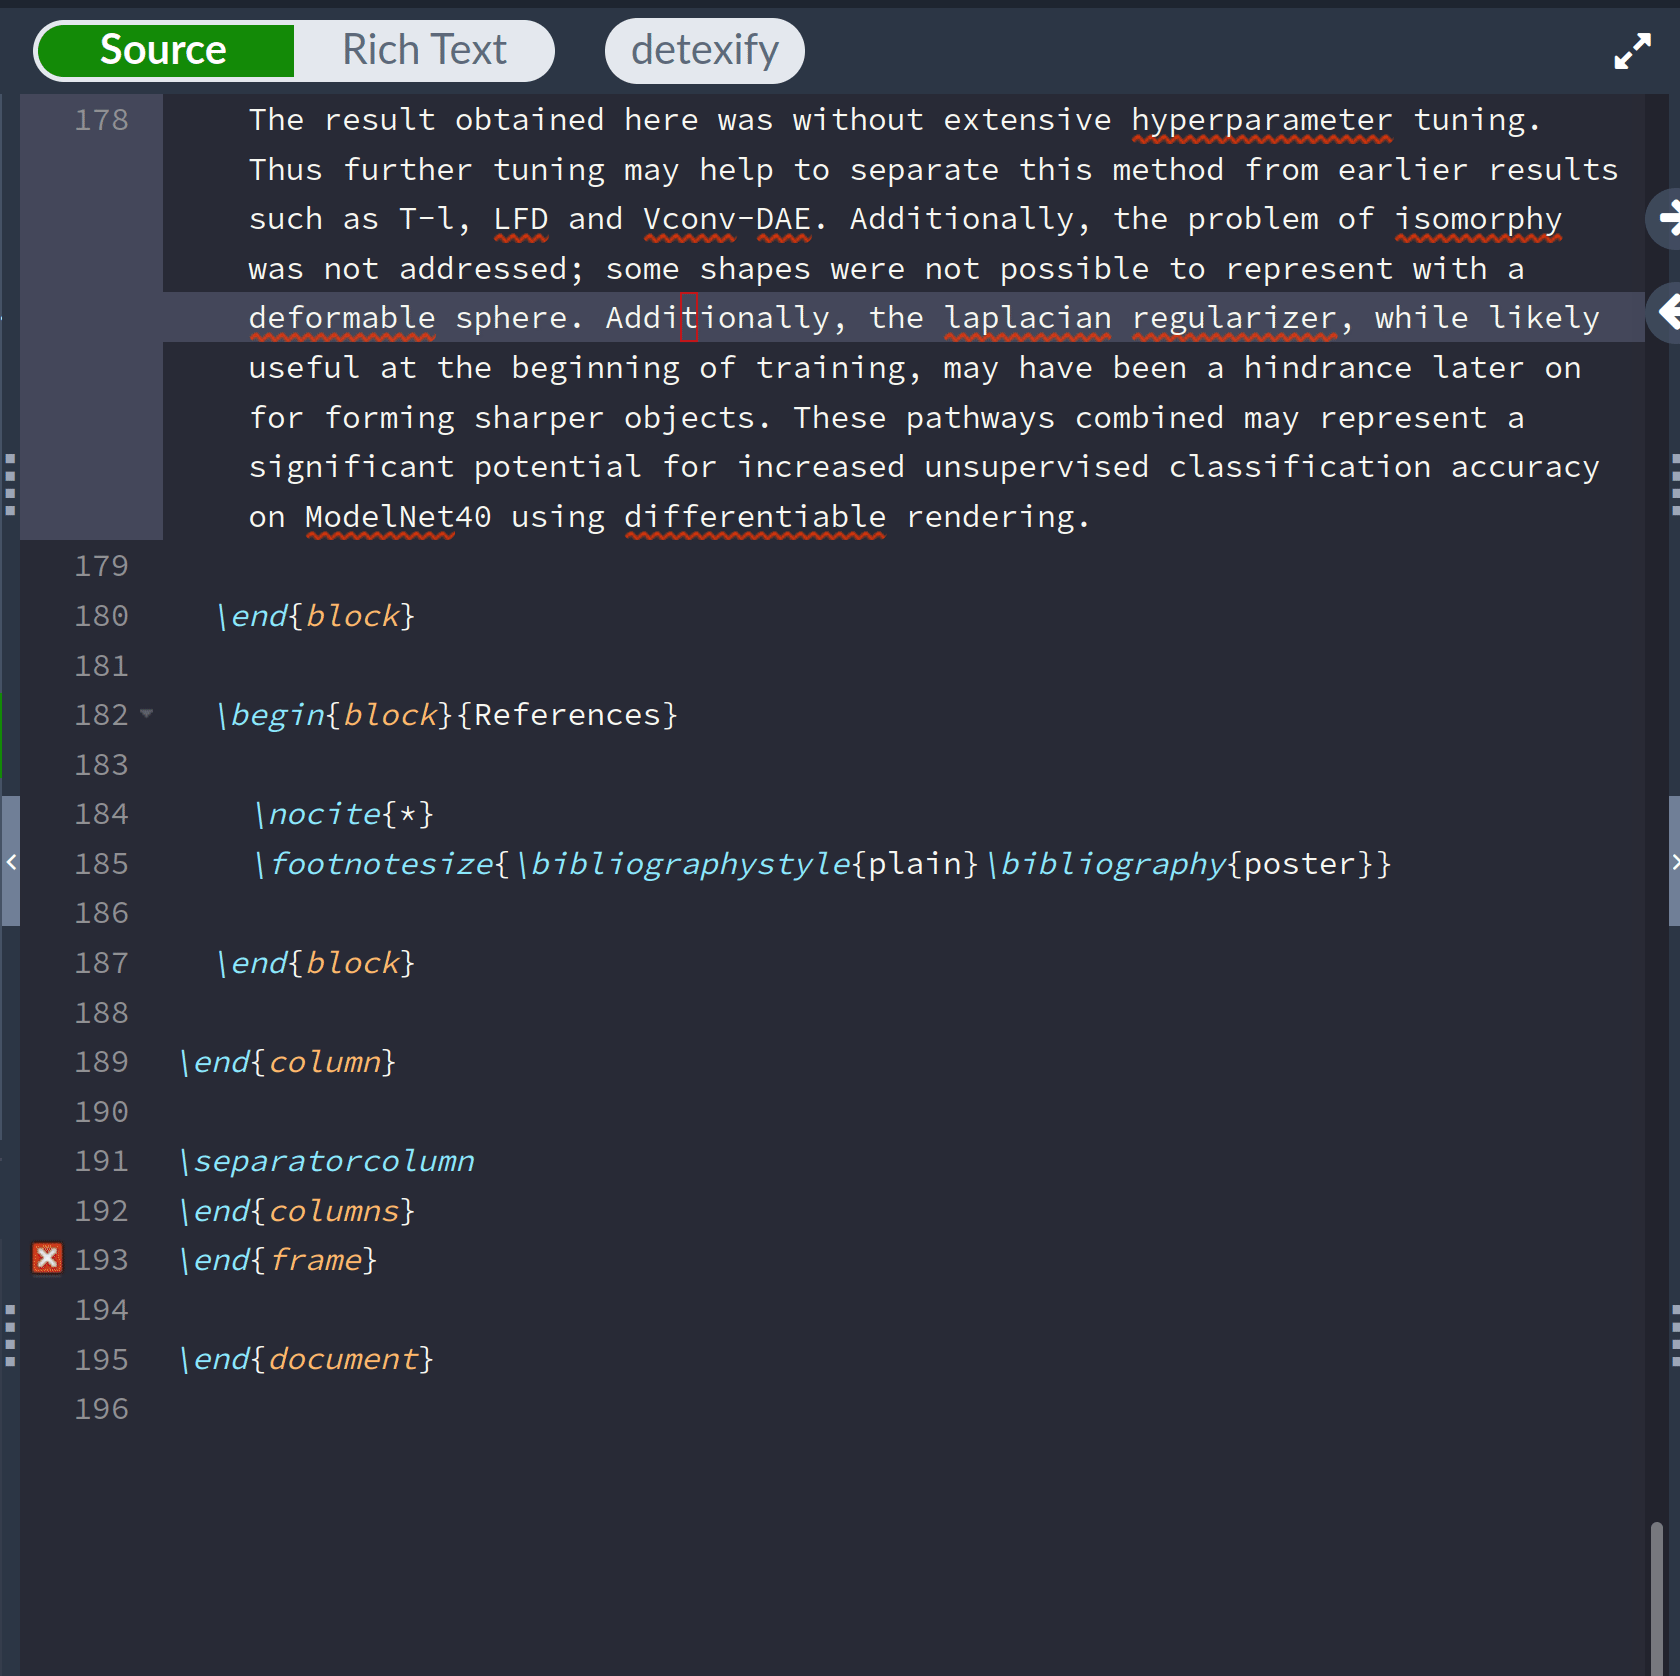 Source Rich Text detexify
178 The result obtained here was without extensive hyperparameter tuning.
Thus further tuning may help to separate this method from earlier results
such as T-l, LFD and Vconv-DAE. Additionally, the problem of isomorphy
was not addressed; some shapes were not possible to represent with a
deformable sphere. Additionally, the laplacian regularizer, while likely
useful at the beginning of training, may have been a hindrance later on
for forming sharper objects. These pathways combined may represent a
significant potential for increased unsupervised classification accuracy
on ModelNet40 using differentiable rendering.
179
180 \end{block}
181
182 \begin{block}{References}
183
184 \nocite{*}
185 \footnotesize{\bibliographystyle{plain}\bibliography{poster}}
186
187 \end{block}
188
189 \end{column}
190
191 \separatorcolumn
192 \end{columns}
193 \end{frame}
194
195 \end{document}
196